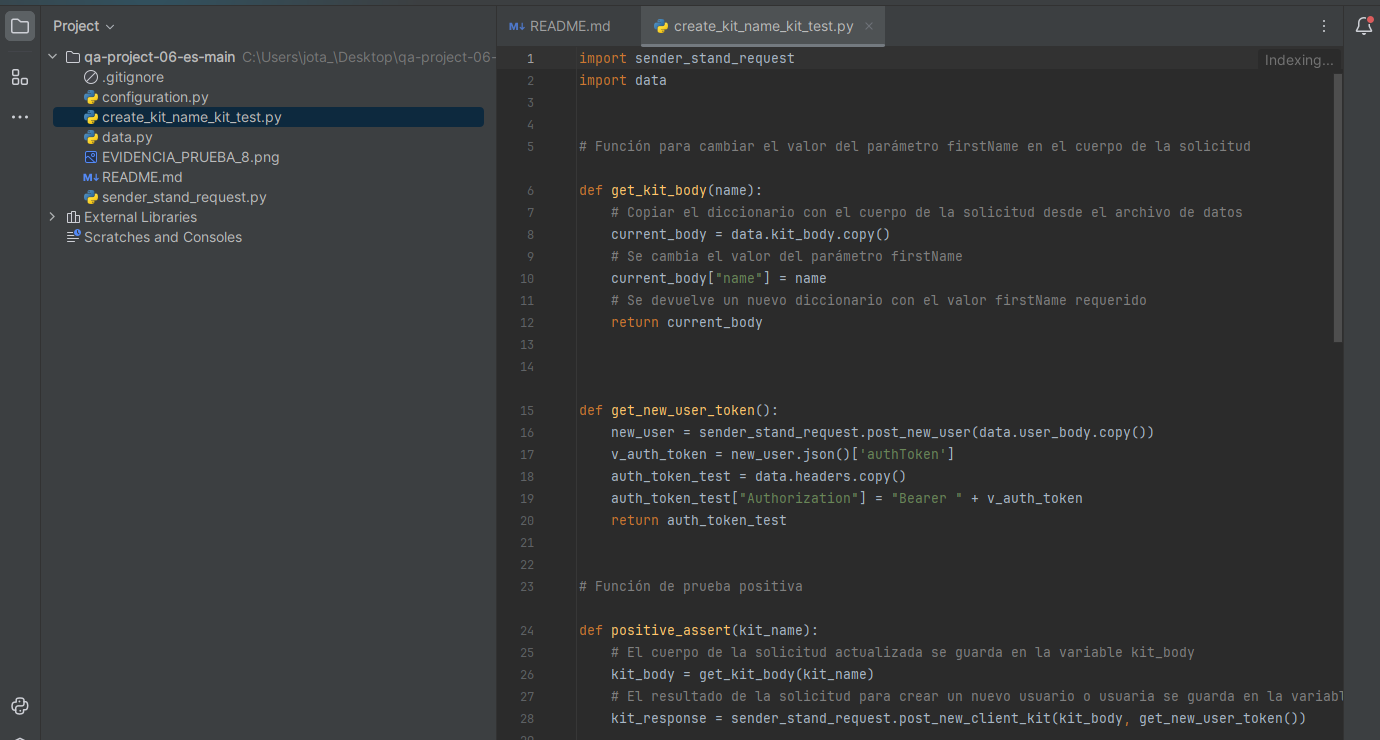 Project
qa-project-06-es-main C:\Users\jota_\Desktop\qa-project-06-
.gitignore
configuration.py
create_kit_name_kit_test.py
data.py
EVIDENCIA_PRUEBA_8.png
M↓ README.md
sender_stand_request.py
External Libraries
Scratches and Consoles
M↓ README.md create_kit_name_kit_test.py ×
Indexing...
1 import sender_stand_request
2 import data
3
4
5 # Función para cambiar el valor del parámetro firstName en el cuerpo de la solicitud
6 def get_kit_body(name):
7 # Copiar el diccionario con el cuerpo de la solicitud desde el archivo de datos
8 current_body = data.kit_body.copy()
9 # Se cambia el valor del parámetro firstName
10 current_body["name"] = name
11 # Se devuelve un nuevo diccionario con el valor firstName requerido
12 return current_body
13
14
15 def get_new_user_token():
16 new_user = sender_stand_request.post_new_user(data.user_body.copy())
17 v_auth_token = new_user.json()['authToken']
18 auth_token_test = data.headers.copy()
19 auth_token_test["Authorization"] = "Bearer " + v_auth_token
20 return auth_token_test
21
22
23 # Función de prueba positiva
24 def positive_assert(kit_name):
25 # El cuerpo de la solicitud actualizada se guarda en la variable kit_body
26 kit_body = get_kit_body(kit_name)
27 # El resultado de la solicitud para crear un nuevo usuario o usuaria se guarda en la variabl
28 kit_response = sender_stand_request.post_new_client_kit(kit_body, get_new_user_token())